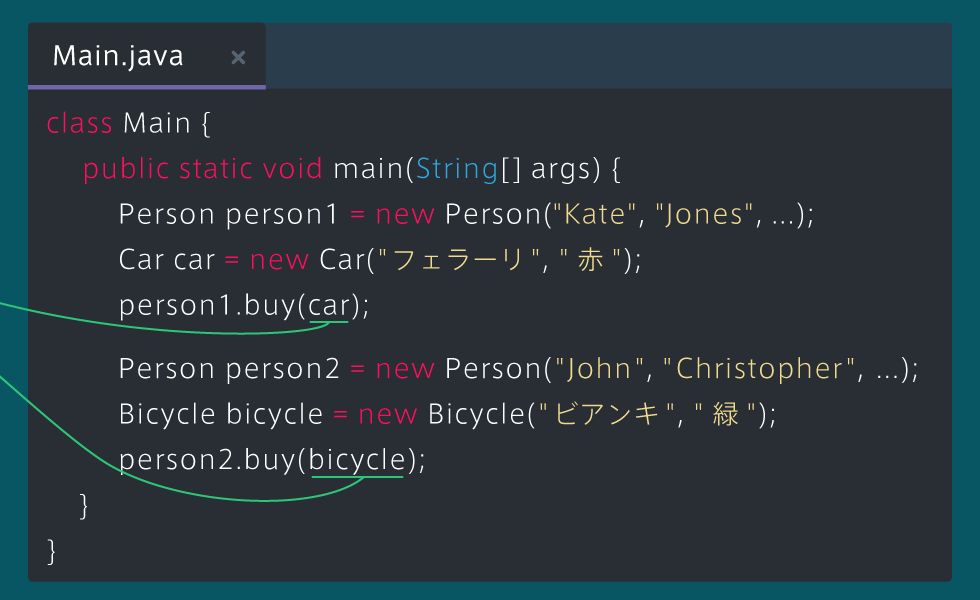 Main.java ×
class Main {
public static void main(String[] args) {
Person person1 = new Person("Kate", "Jones", ...);
Car car = new Car("フェラーリ", "赤");
person1.buy(car);
Person person2 = new Person("John", "Christopher", ...);
Bicycle bicycle = new Bicycle("ビアンキ", "緑");
person2.buy(bicycle);
}
}